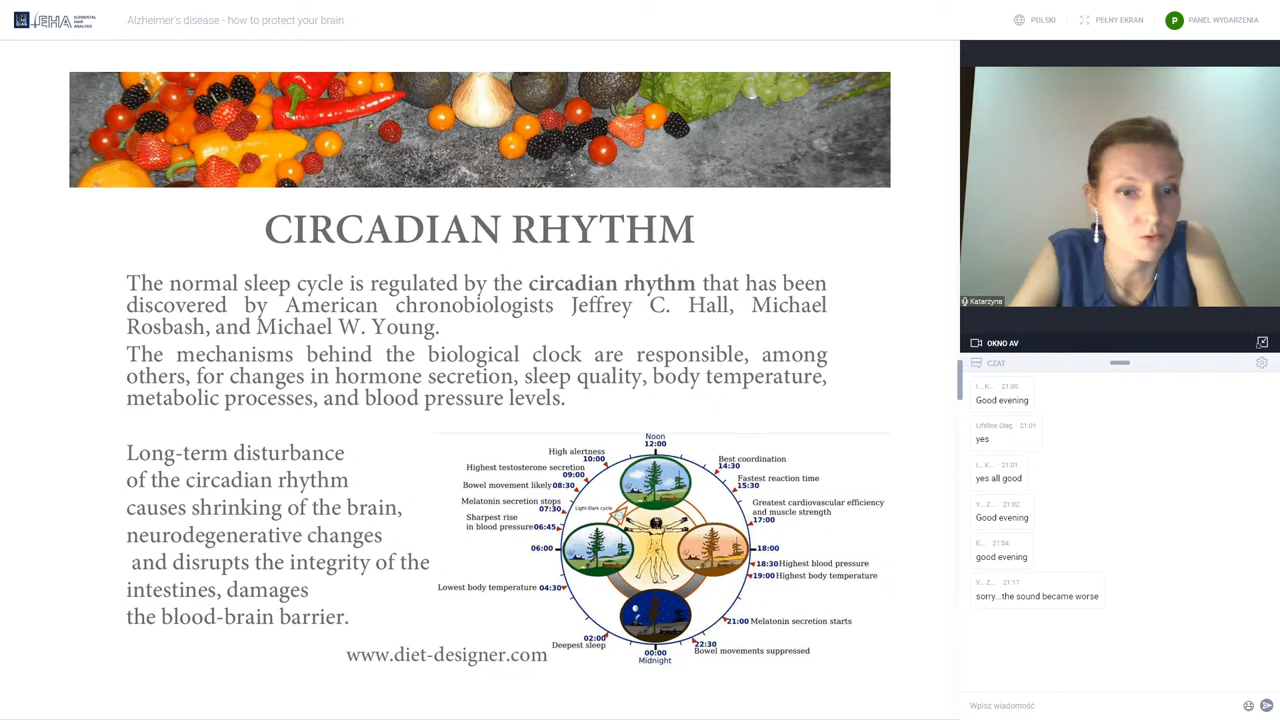 LIFELINE DIAG EHA ELEMENTAL HAIR ANALYSIS
Alzheimer's disease - how to protect your brain
POLSKI
PEŁNY EKRAN
P
PANEL WYDARZENIA
CIRCADIAN RHYTHM
The normal sleep cycle is regulated by the circadian rhythm that has been
discovered by American chronobiologists Jeffrey C. Hall, Michael
Rosbash, and Michael W. Young.
The mechanisms behind the biological clock are responsible, among
others, for changes in hormone secretion, sleep quality, body temperature,
metabolic processes, and blood pressure levels.
Long-term disturbance
of the circadian rhythm
causes shrinking of the brain,
neurodegenerative changes
and disrupts the integrity of the
intestines, damages
the blood-brain barrier.
www.diet-designer.com
Noon
12:00
High alertness
10:00
Highest testosterone secretion
09:00
Bowel movement likely 08:30
Melatonin secretion stops
07:30
Light-Dark cycle
Sharpest rise
in blood pressure 06:45
06:00
Lowest body temperature 04:30
02:00
Deepest sleep
00:00
Midnight
Best coordination
14:30
Fastest reaction time
15:30
Greatest cardiovascular efficiency
and muscle strength
17:00
18:00
18:30 Highest blood pressure
19:00 Highest body temperature
21:00 Melatonin secretion starts
22:30
Bowel movements suppressed
Katarzyna
OKNO AV
CZAT
I... K... 21:00
Good evening
Lifeline Diag 21:01
yes
I... K... 21:01
yes all good
Y... Z... 21:02
Good evening
E... 21:04
good evening
Y... Z... 21:17
sorry...the sound became worse
Wpisz wiadomość